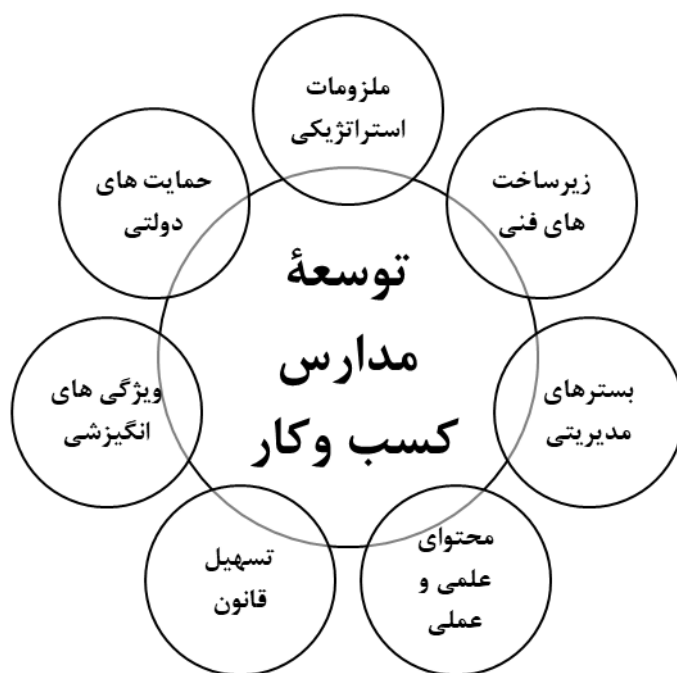 ملزومات
استراتژیکی
زیرساخت
های فنی
بسترهای
مدیریتی
محتوای
علمی و
عملی
تسهیل
قانون
ویژگی های
انگیزشی
حمایت های
دولتی
توسعۀ
مدارس
کسب وکار